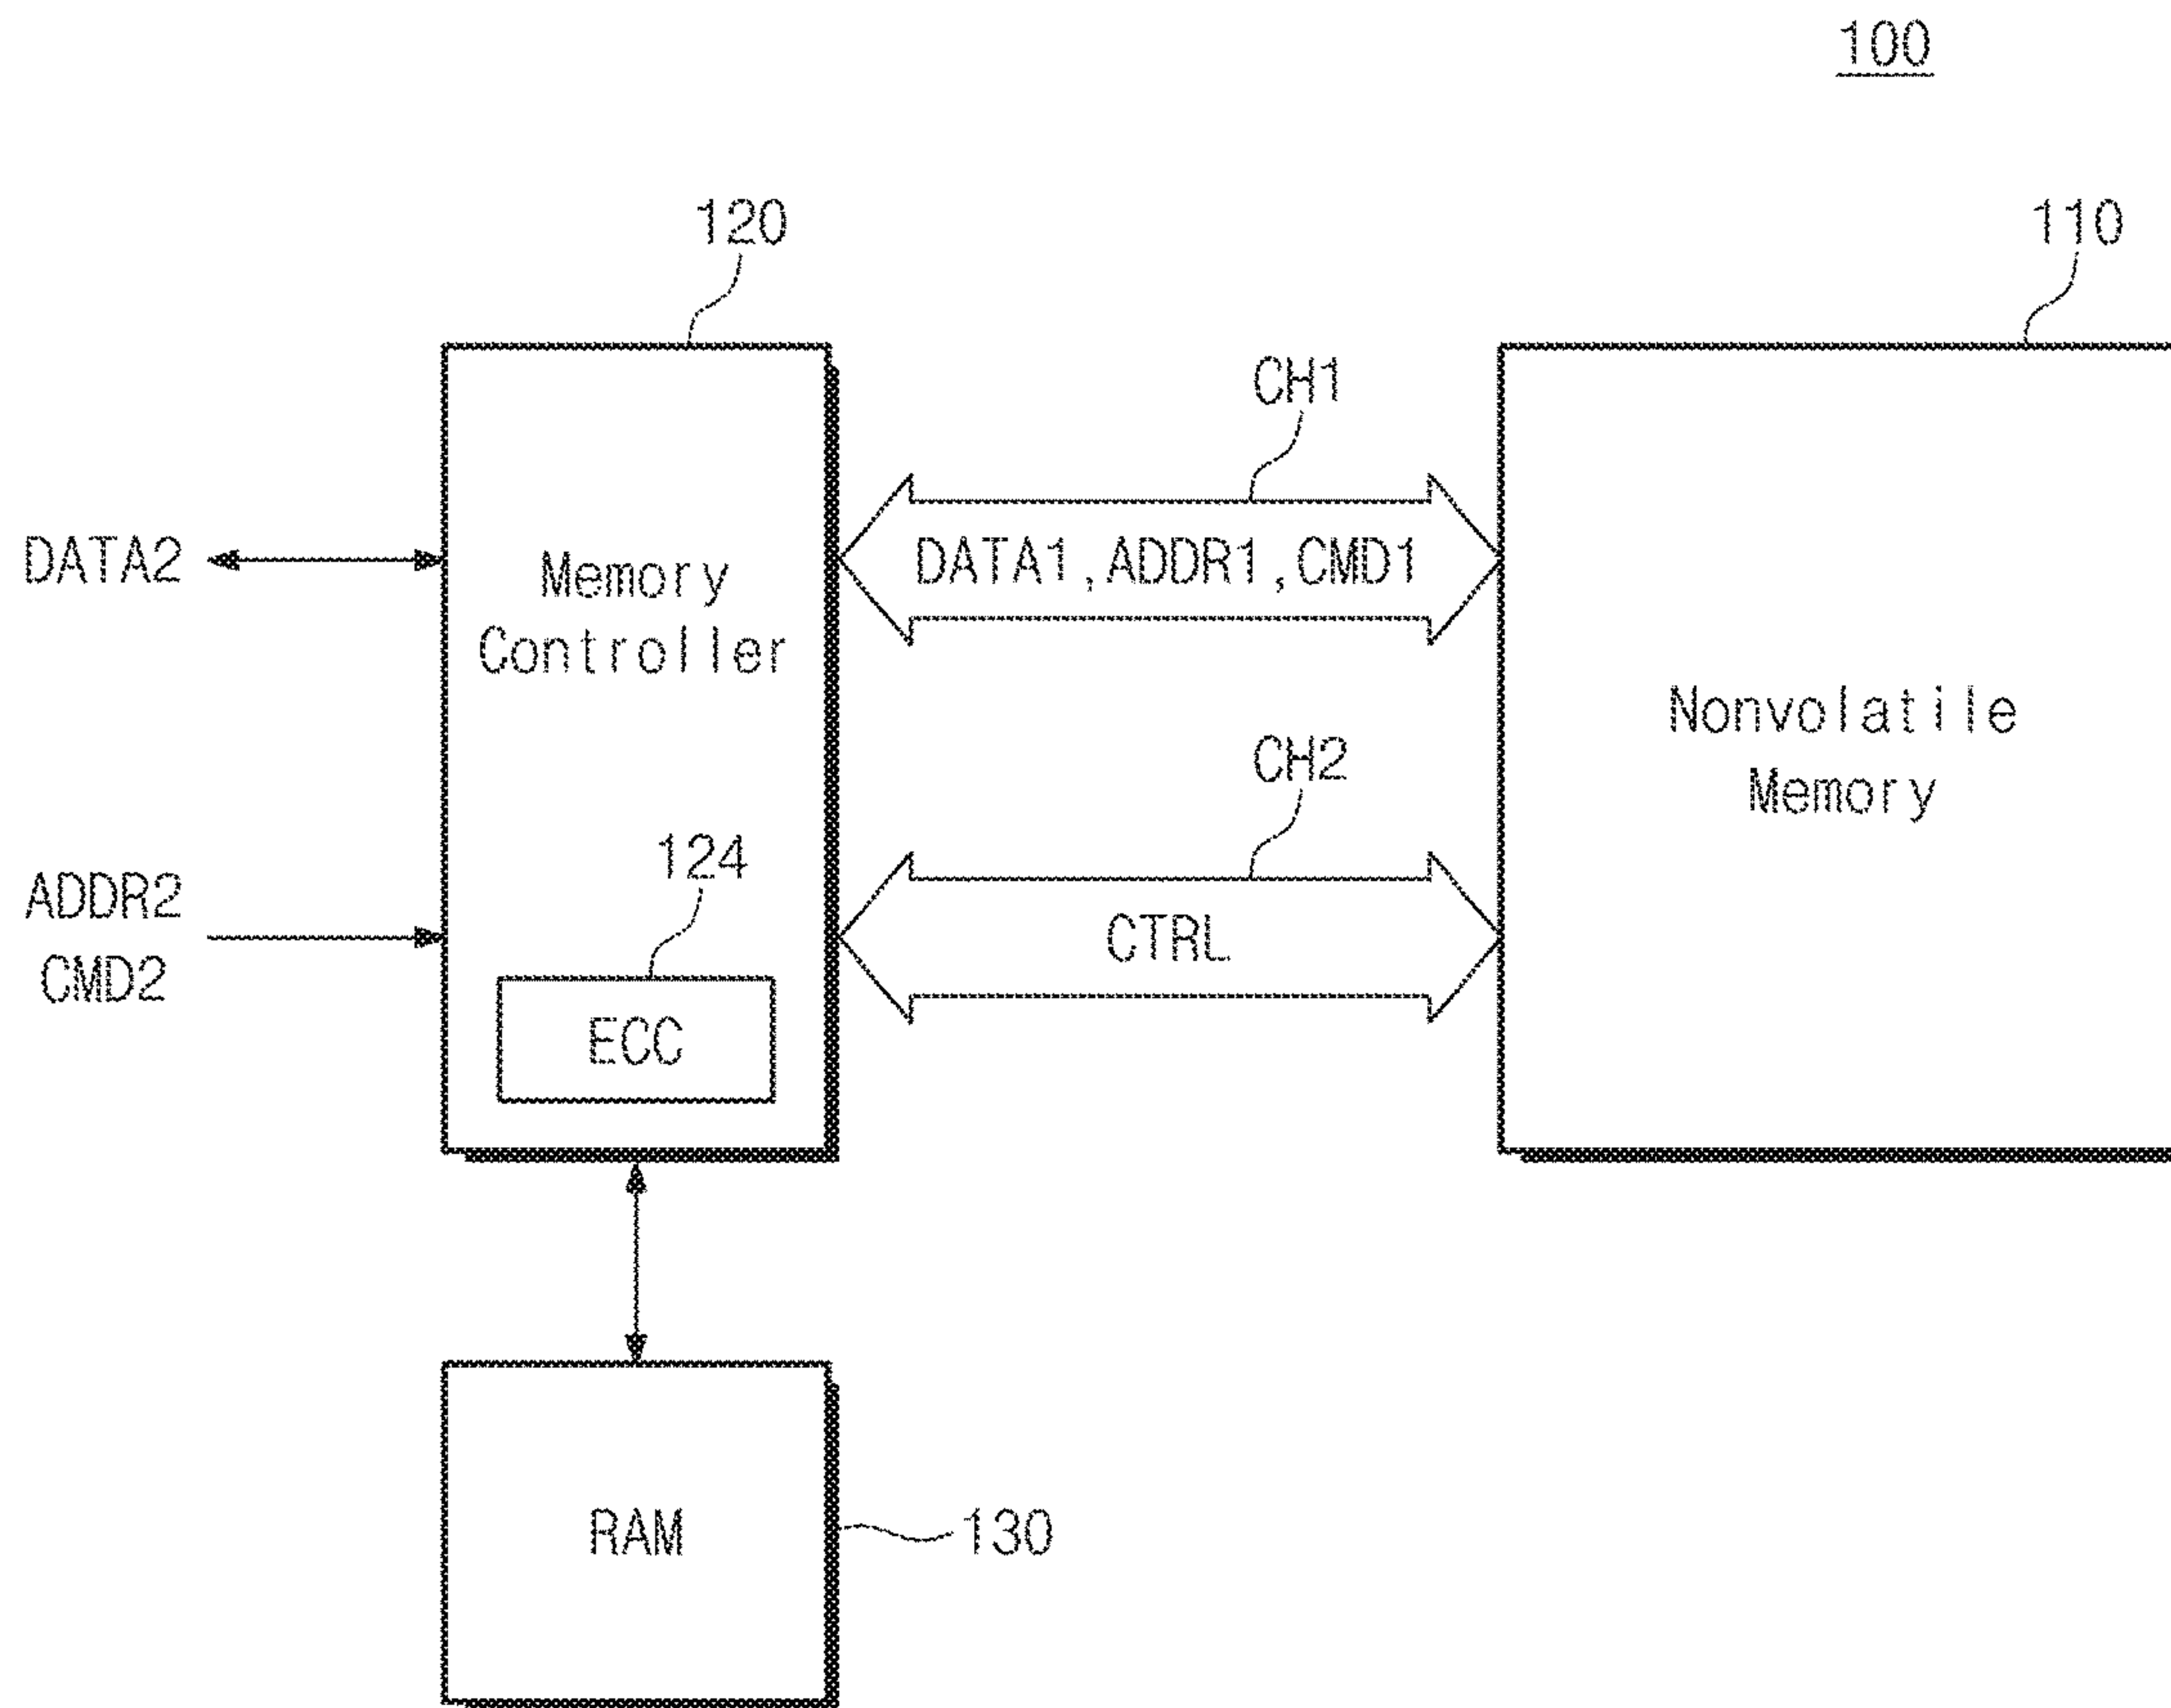 100
120
110
CH1
DATA2
Memory
Controller
DATA1,ADDR1,CMD1
Nonvolatile
Memory
CH2
124
ADDR2
CMD2
CTRL
ECC
RAM
130